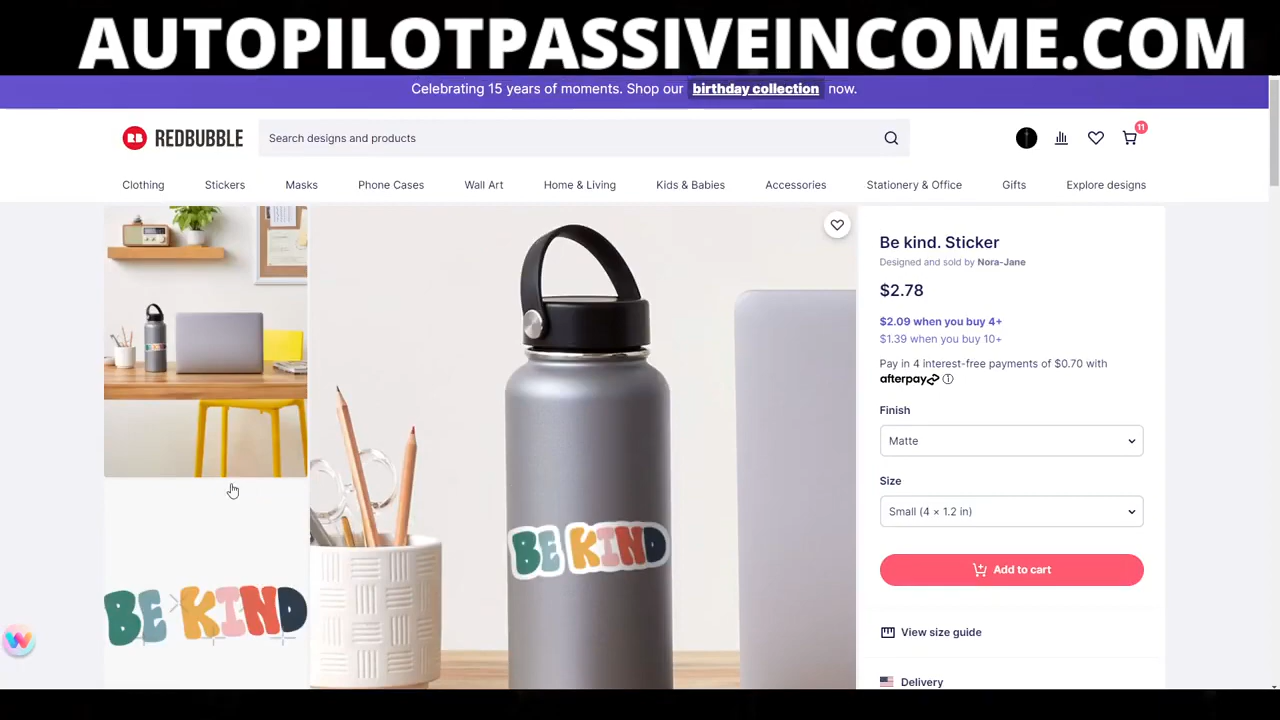 AUTOPILOTPASSIVEINCOME.COM
Celebrating 15 years of moments. Shop our birthday collection now.
RB REDBUBBLE
Search designs and products
11
Clothing Stickers Masks Phone Cases Wall Art Home & Living Kids & Babies Accessories Stationery & Office Gifts Explore designs
Be kind. Sticker
Designed and sold by Nora-Jane
$2.78
$2.09 when you buy 4+
$1.39 when you buy 10+
Pay in 4 interest-free payments of $0.70 with
afterpay
Finish
Matte
Size
Small (4 × 1.2 in)
Add to cart
View size guide
Delivery
BE KIND
BE KIND
W